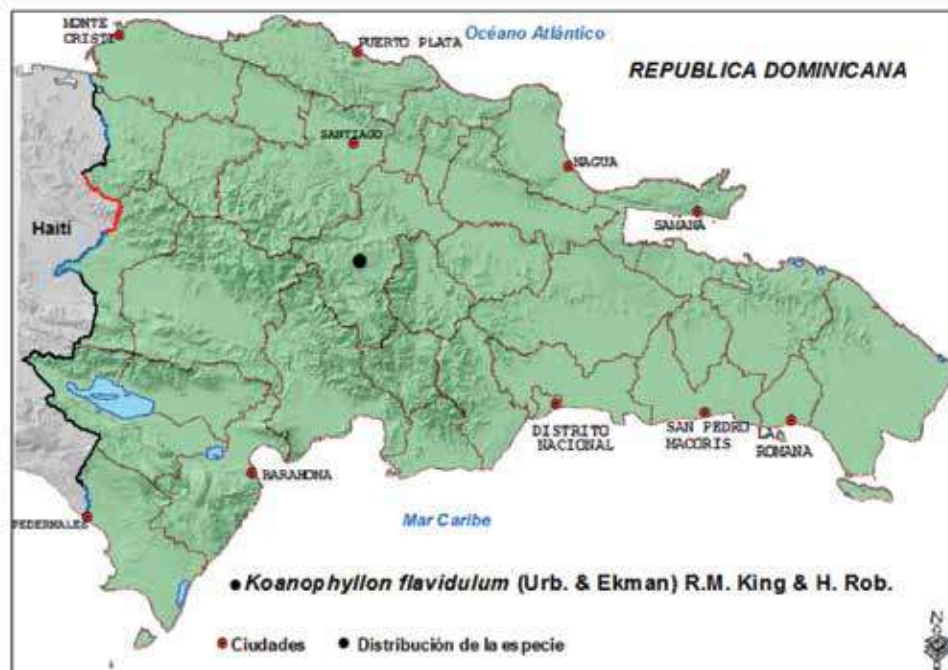 MONTE
CRISTI
Océano Atlántico
PUERTO PLATA
REPUBLICA DOMINICANA
SANTIAGO
NAGUA
Haití
SAMANA
DISTRITO
NACIONAL
SAN PEDRO
MACORIS
LA
ROMANA
BARAHONA
PEDERNALES
Mar Caribe
Koanophyllon flavidulum (Urb. & Ekman) R.M. King & H. Rob.
Ciudades
Distribución de la especie